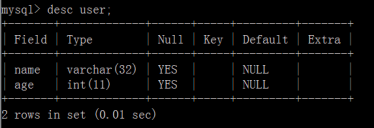 mysql> desc user;
+-------+-------------+------+-----+---------+-------+
| Field | Type        | Null | Key | Default | Extra |
+-------+-------------+------+-----+---------+-------+
| name  | varchar(32) | YES  |     | NULL    |       |
| age   | int(11)     | YES  |     | NULL    |       |
+-------+-------------+------+-----+---------+-------+
2 rows in set (0.01 sec)